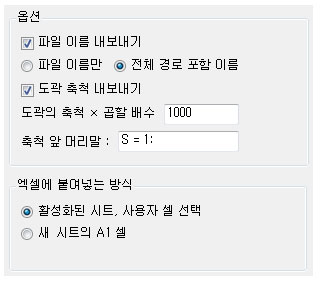 옵션
파일 이름 내보내기
파일 이름만 전체 경로 포함 이름
도곽 축척 내보내기
도곽의 축척 × 곱할 배수 1000
축척 앞 머리말 : S = 1:
엑셀에 붙여넣는 방식
활성화된 시트, 사용자 셀 선택
새 시트의 A1 셀